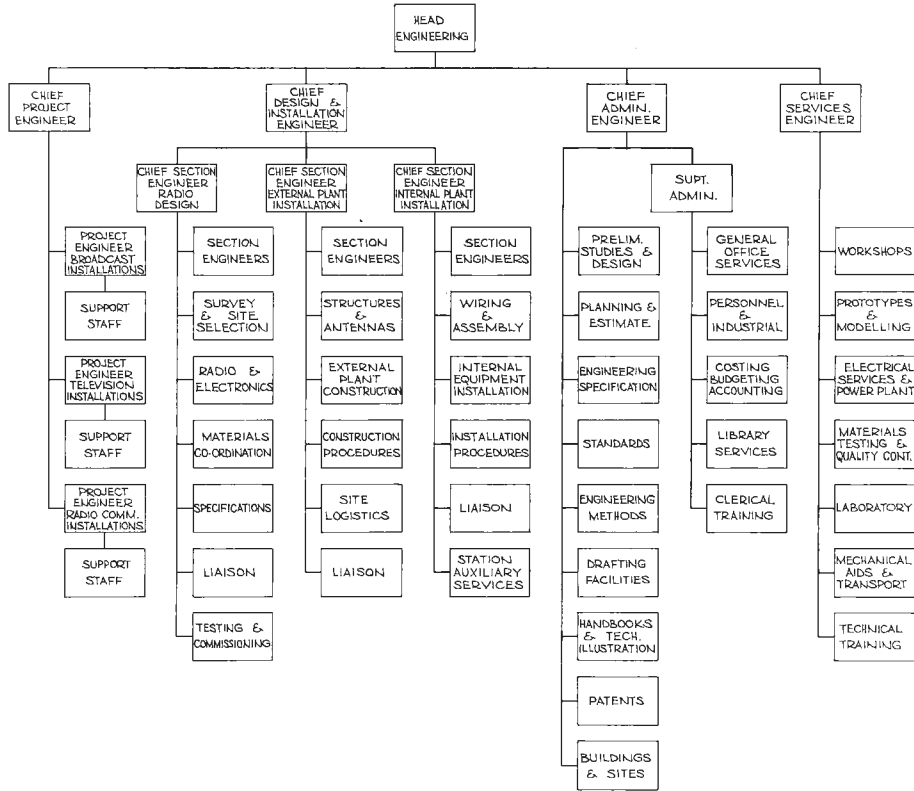 HEAD
ENGINEERING
CHIEF
PROJECT
ENGINEER
CHIEF
DESIGN &
INSTALLATION
ENGINEER
CHIEF
ADMIN.
ENGINEER
CHIEF
SERVICES
ENGINEER
CHIEF SECTION
ENGINEER
RADIO
DESIGN
CHIEF SECTION
ENGINEER
EXTERNAL PLANT
INSTALLATION
CHIEF SECTION
ENGINEER
INTERNAL PLANT
INSTALLATION
SUPT.
ADMIN.
PROJECT
ENGINEER
BROADCAST
INSTALLATIONS
SUPPORT
STAFF
PROJECT
ENGINEER
TELEVISION
INSTALLATIONS
SUPPORT
STAFF
PROJECT
ENGINEER
RADIO COMM.
INSTALLATIONS
SUPPORT
STAFF
SECTION
ENGINEERS
SURVEY
& SITE
SELECTION
RADIO &
ELECTRONICS
MATERIALS
CO-ORDINATION
SPECIFICATIONS
LIAISON
TESTING &
COMMISSIONING
SECTION
ENGINEERS
STRUCTURES
&
ANTENNAS
EXTERNAL
PLANT
CONSTRUCTION
CONSTRUCTION
PROCEDURES
SITE
LOGISTICS
LIAISON
SECTION
ENGINEERS
WIRING
&
ASSEMBLY
INTERNAL
EQUIPMENT
INSTALLATION
INSTALLATION
PROCEDURES
LIAISON
STATION
AUXILIARY
SERVICES
PRELIM.
STUDIES &
DESIGN
PLANNING &
ESTIMATE
ENGINEERING
SPECIFICATION
STANDARDS
ENGINEERING
METHODS
DRAFTING
FACILITIES
HANDBOOKS
& TECH.
ILLUSTRATION
PATENTS
BUILDINGS
& SITES
GENERAL
OFFICE
SERVICES
PERSONNEL
&
INDUSTRIAL
COSTING
BUDGETING
ACCOUNTING
LIBRARY
SERVICES
CLERICAL
TRAINING
WORKSHOPS
PROTOTYPES
&
MODELLING
ELECTRICAL
SERVICES &
POWER PLANT
MATERIALS
TESTING &
QUALITY CONT.
LABORATORY
MECHANICAL
AIDS &
TRANSPORT
TECHNICAL
TRAINING